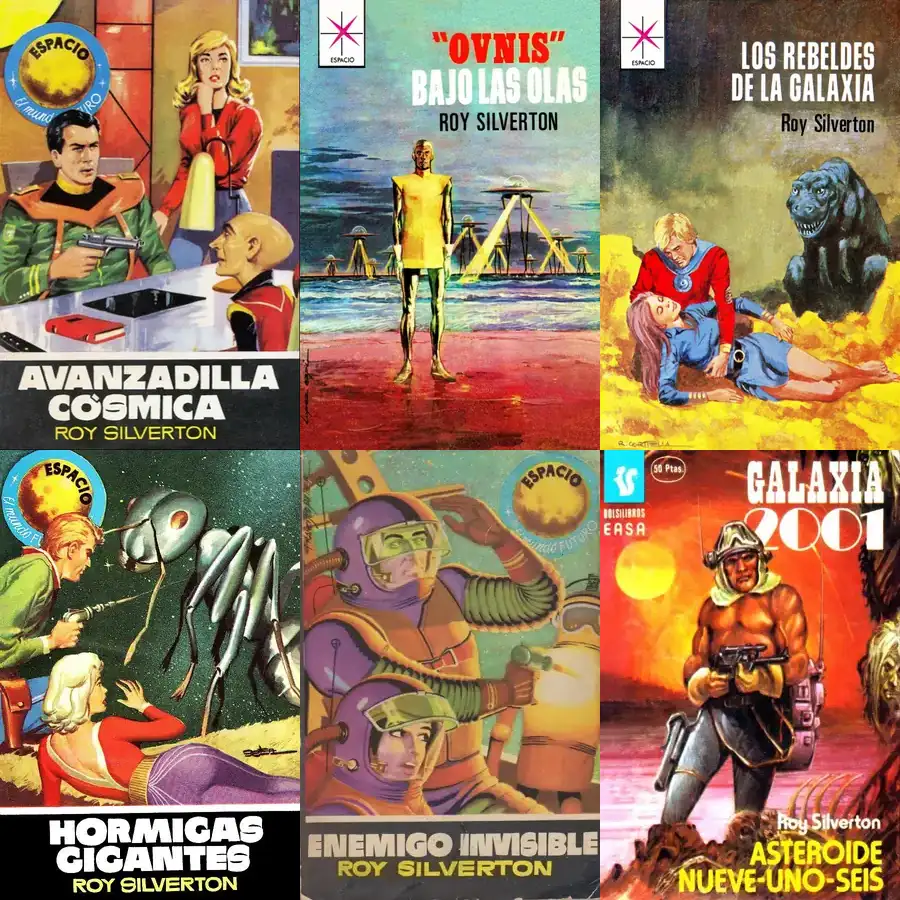 ESPACIO
El mundo FUTURO
AVANZADILLA
CÓSMICA
ROY SILVERTON
ESPACIO
"OVNIS"
BAJO LAS OLAS
ROY SILVERTON
ESPACIO
LOS REBELDES
DE LA GALAXIA
Roy Silverton
ESPACIO
El mundo FU
HORMIGAS
GIGANTES
ROY SILVERTON
ESPACIO
mundo FUTURO
ENEMIGO INVISIBLE
ROY SILVERTON
50 Ptas.
BOLSILIBROS
EASA
GALAXIA
2001
Roy Silverton
ASTEROIDE
NUEVE-UNO-SEIS